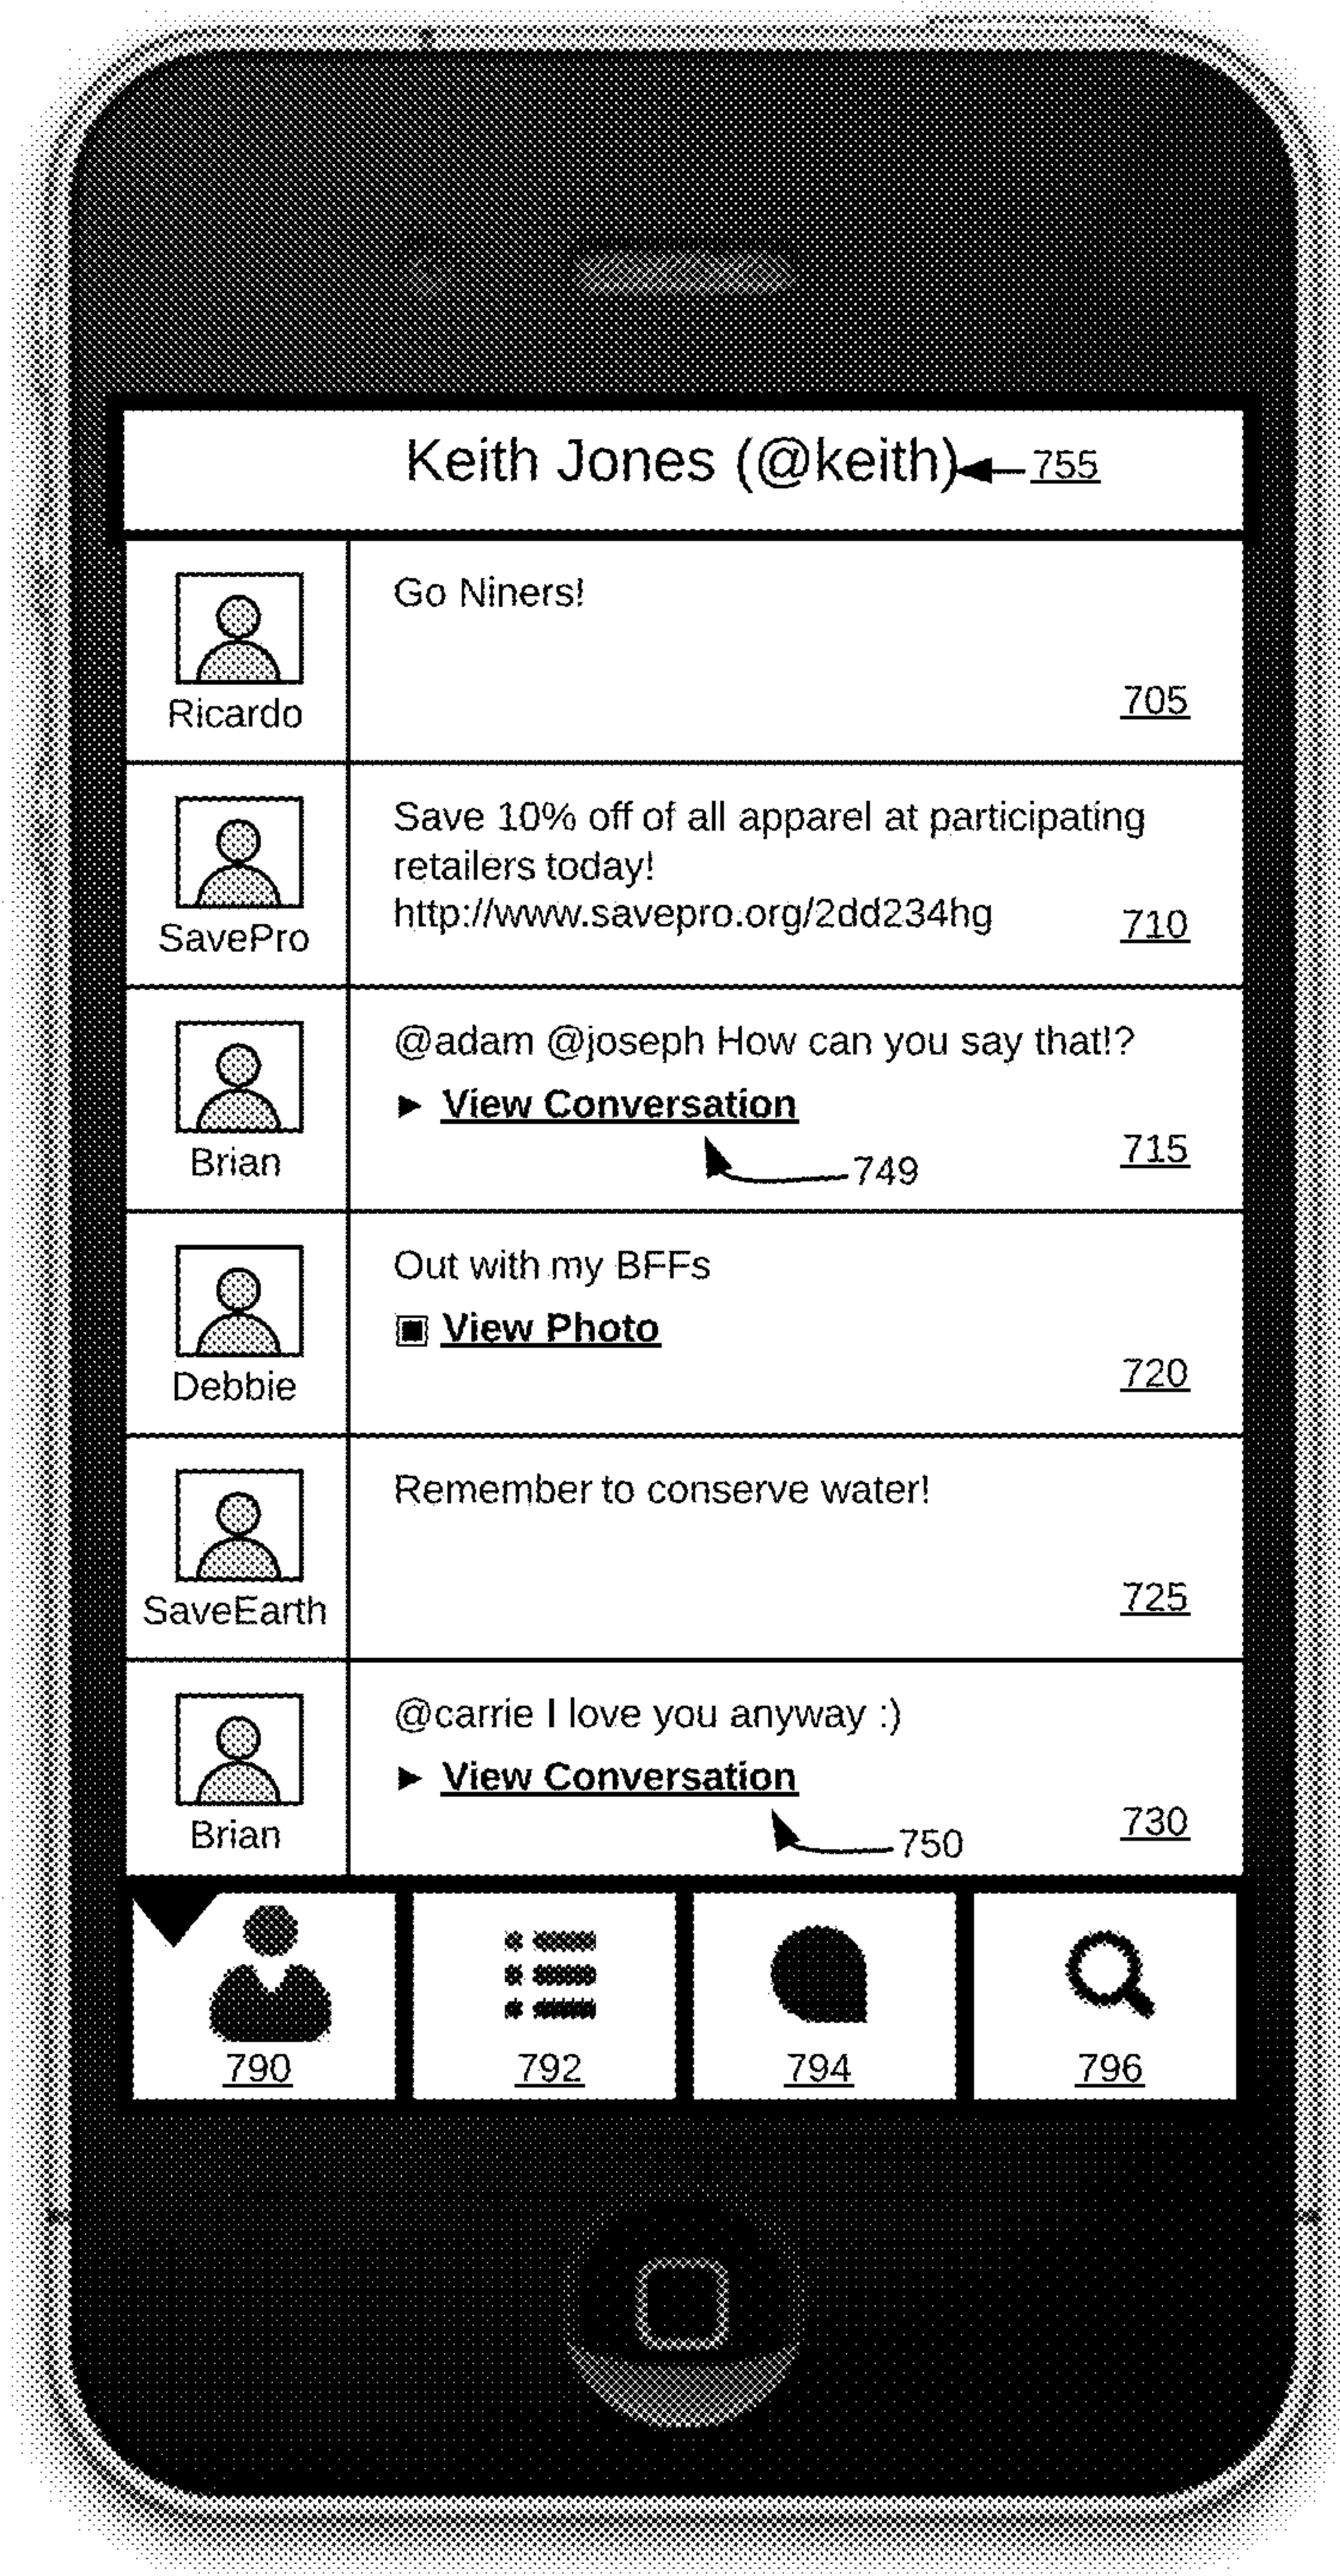 Keith Jones (@keith) 755
Go Niners!
Ricardo
705
Save 10% off of all apparel at participating
retailers today!
http://www.savepro.org/2dd234hg
SavePro
710
@adam @joseph How can you say that!?
View Conversation
Brian
749
715
Out with my BFFs
View Photo
Debbie
720
Remember to conserve water!
SaveEarth
725
@carrie I love you anyway :)
View Conversation
Brian
750
730
790 792 794 796